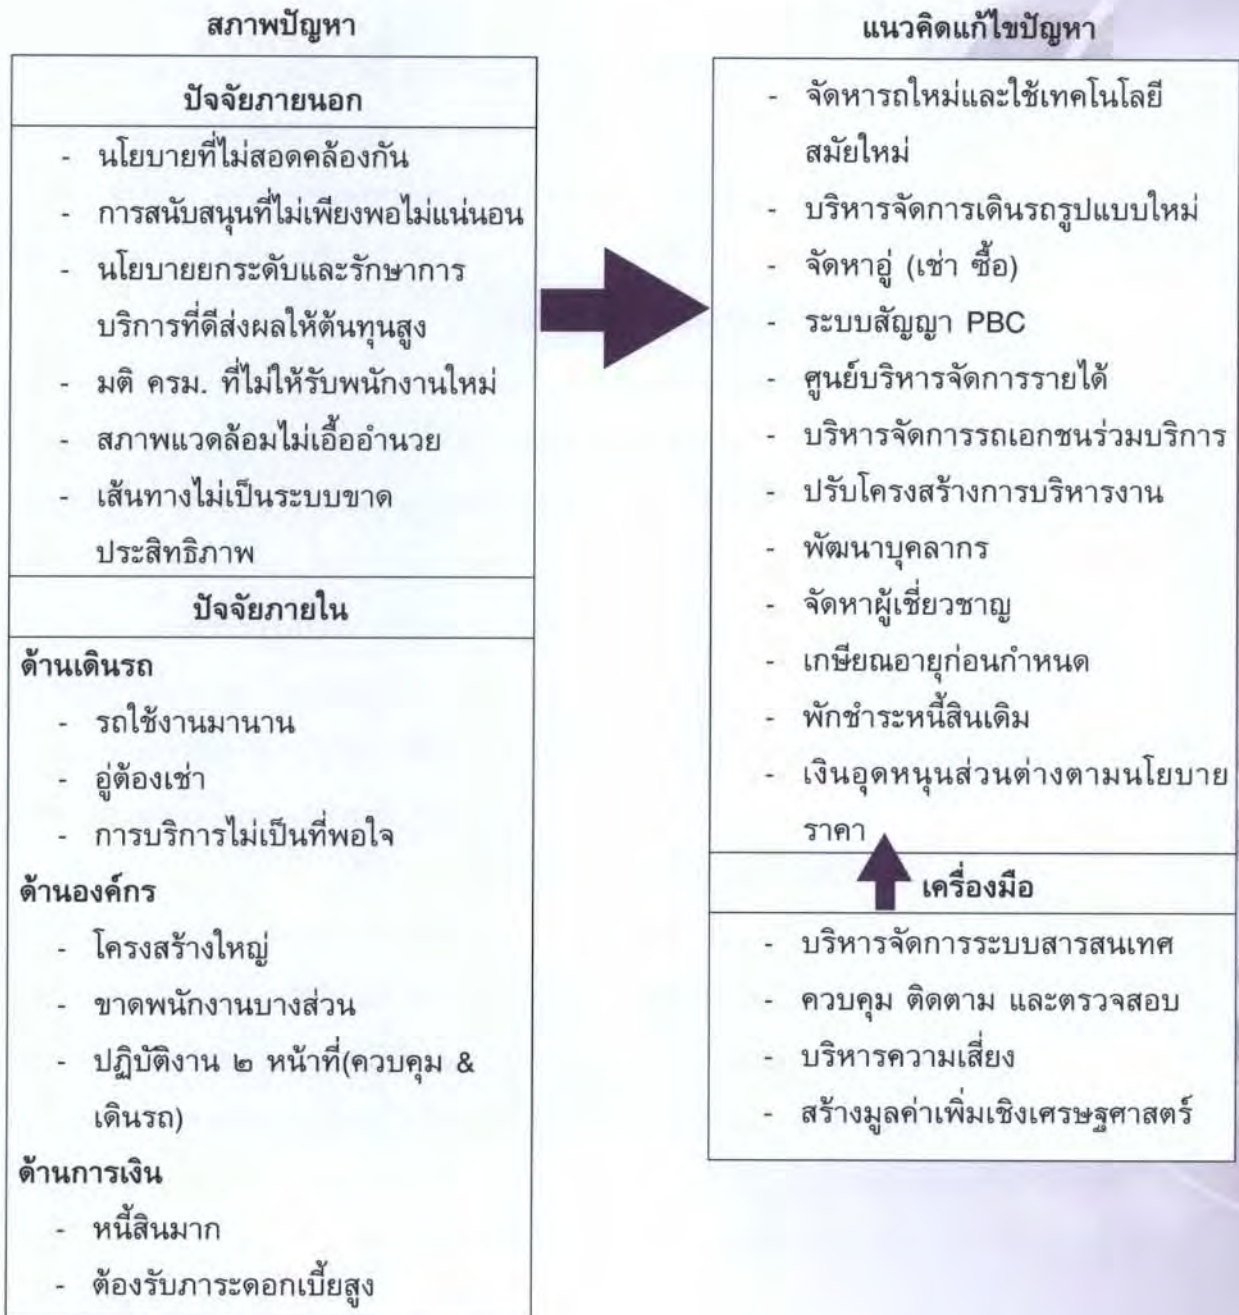 สภาพปัญหา
ปัจจัยภายนอก
- นโยบายที่ไม่สอดคล้องกัน
- การสนับสนุนที่ไม่เพียงพอไม่แน่นอน
- นโยบายยกระดับและรักษาการ
บริการที่ดีส่งผลให้ต้นทุนสูง
- มติ ครม. ที่ไม่ให้รับพนักงานใหม่
- สภาพแวดล้อมไม่เอื้ออำนวย
- เส้นทางไม่เป็นระบบขาด
ประสิทธิภาพ
ปัจจัยภายใน
ด้านเดินรถ
- รถใช้งานมานาน
- อู่ต้องเช่า
- การบริการไม่เป็นที่พอใจ
ด้านองค์กร
- โครงสร้างใหญ่
- ขาดพนักงานบางส่วน
- ปฏิบัติงาน ๒ หน้าที่(ควบคุม &
เดินรถ)
ด้านการเงิน
- หนี้สินมาก
- ต้องรับภาระดอกเบี้ยสูง
แนวคิดแก้ไขปัญหา
- จัดหารถใหม่และใช้เทคโนโลยี
สมัยใหม่
- บริหารจัดการเดินรถรูปแบบใหม่
- จัดหาอู่ (เช่า ซื้อ)
- ระบบสัญญา PBC
- ศูนย์บริหารจัดการรายได้
- บริหารจัดการรถเอกชนร่วมบริการ
- ปรับโครงสร้างการบริหารงาน
- พัฒนาบุคลากร
- จัดหาผู้เชี่ยวชาญ
- เกษียณอายุก่อนกำหนด
- พักชำระหนี้สินเดิม
- เงินอุดหนุนส่วนต่างตามนโยบาย
ราคา
เครื่องมือ
- บริหารจัดการระบบสารสนเทศ
- ควบคุม ติดตาม และตรวจสอบ
- บริหารความเสี่ยง
- สร้างมูลค่าเพิ่มเชิงเศรษฐศาสตร์